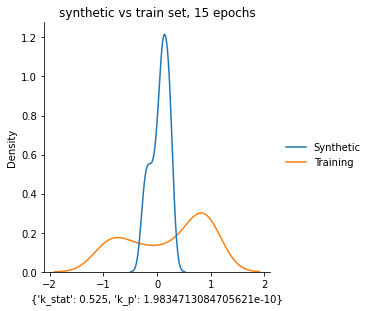 synthetic vs train set, 15 epochs
1.2
1.0
0.8
0.6
0.4
0.2
0.0
Density
Synthetic
Training
−2 −1 0 1 2
{'k_stat': 0.525, 'k_p': 1.9834713084705621e-10}